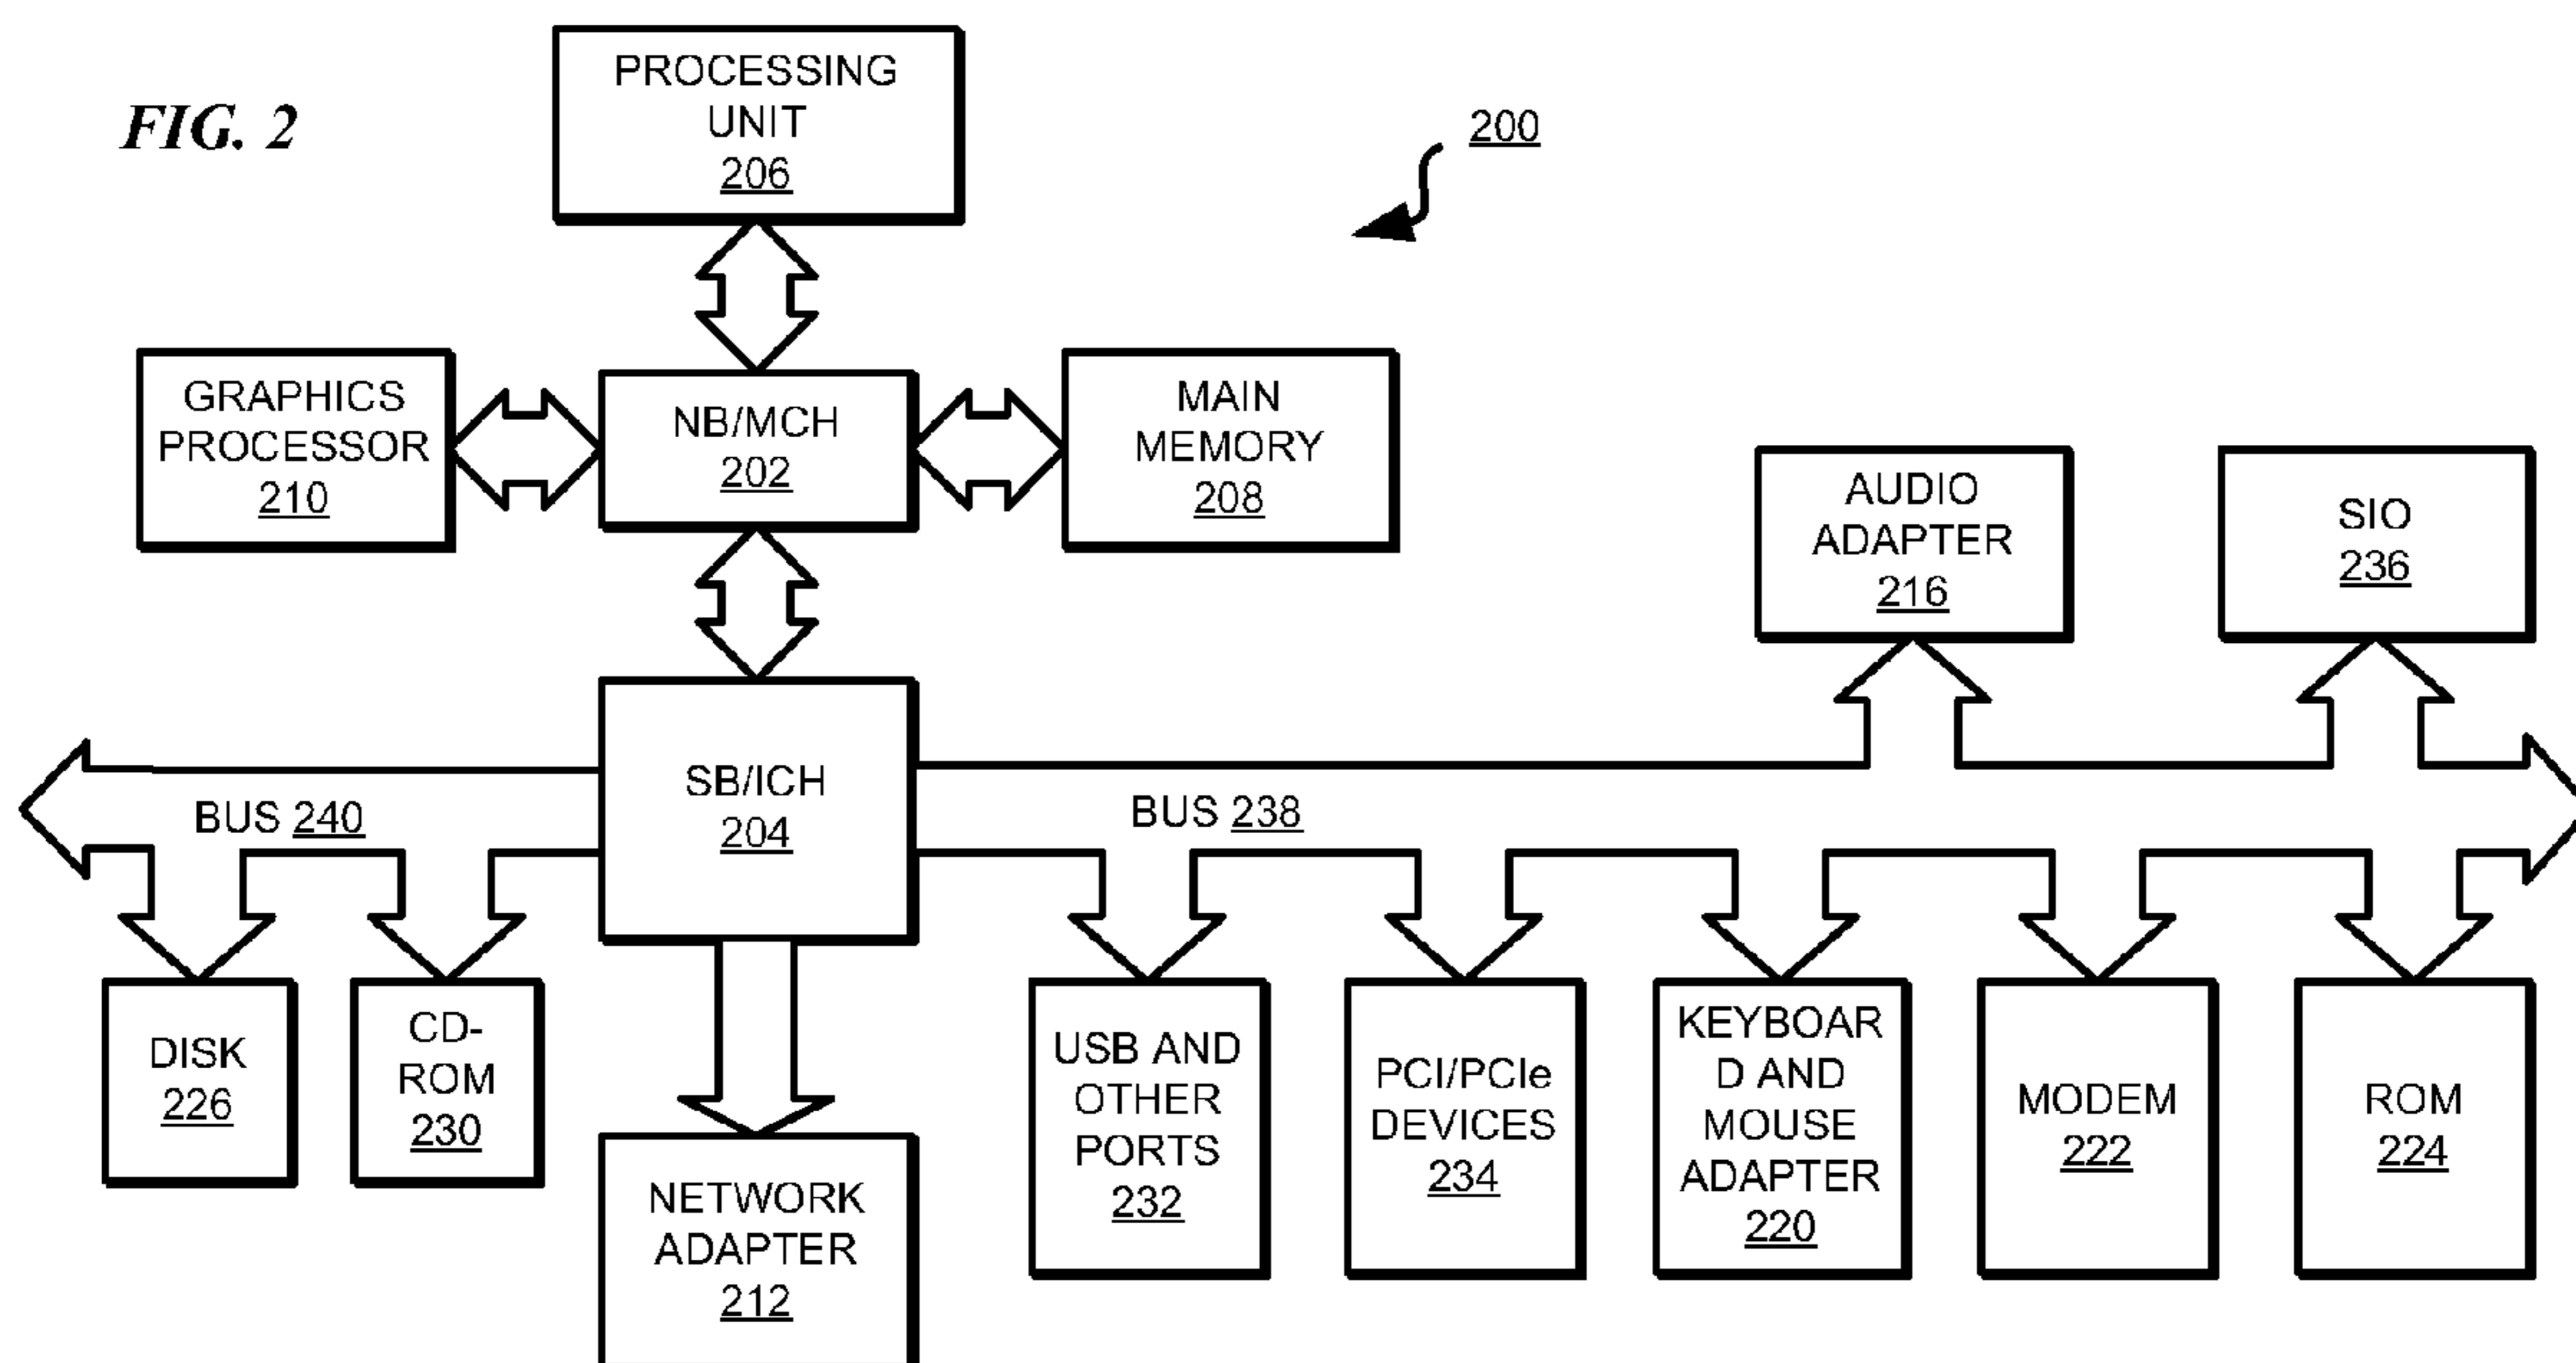 FIG. 2
PROCESSING
UNIT
206
200
GRAPHICS
PROCESSOR
210
NB/MCH
202
MAIN
MEMORY
208
AUDIO
ADAPTER
216
SIO
236
SB/ICH
204
BUS 240
BUS 238
DISK
226
CD-
ROM
230
NETWORK
ADAPTER
212
USB AND
OTHER
PORTS
232
PCI/PCIe
DEVICES
234
KEYBOAR
D AND
MOUSE
ADAPTER
220
MODEM
222
ROM
224